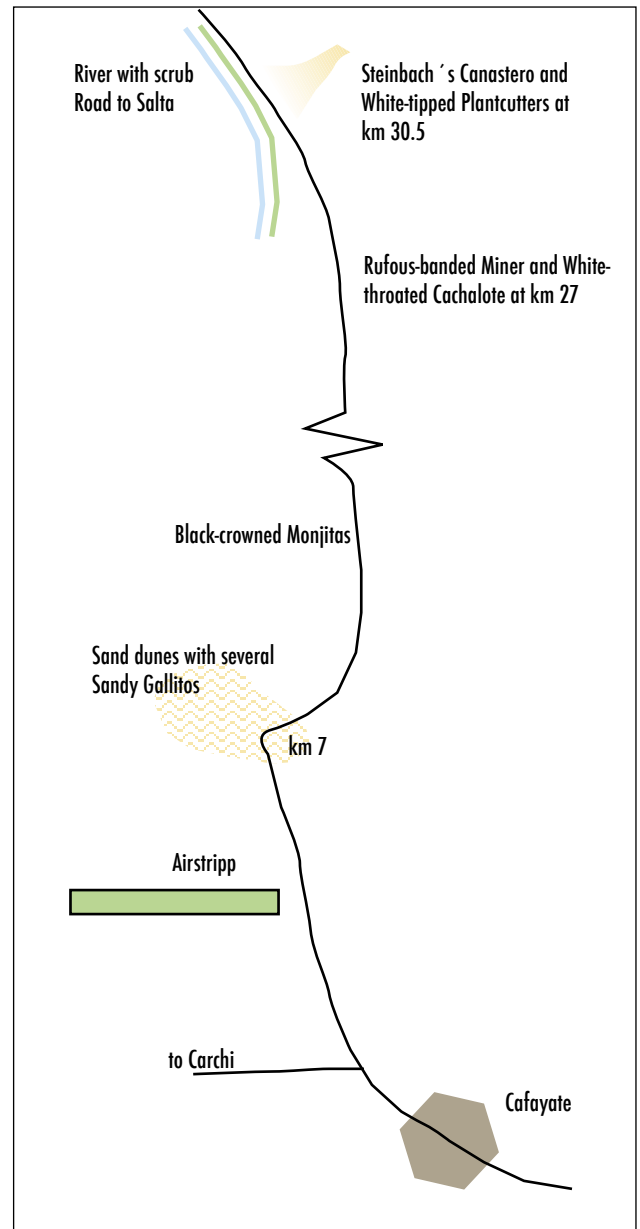 River with scrub
Road to Salta
Steinbach ´s Canastero and
White-tipped Plantcutters at
km 30.5
Rufous-banded Miner and White-
throated Cachalote at km 27
Black-crowned Monjitas
Sand dunes with several
Sandy Gallitos
km 7
Airstripp
to Carchi
Cafayate